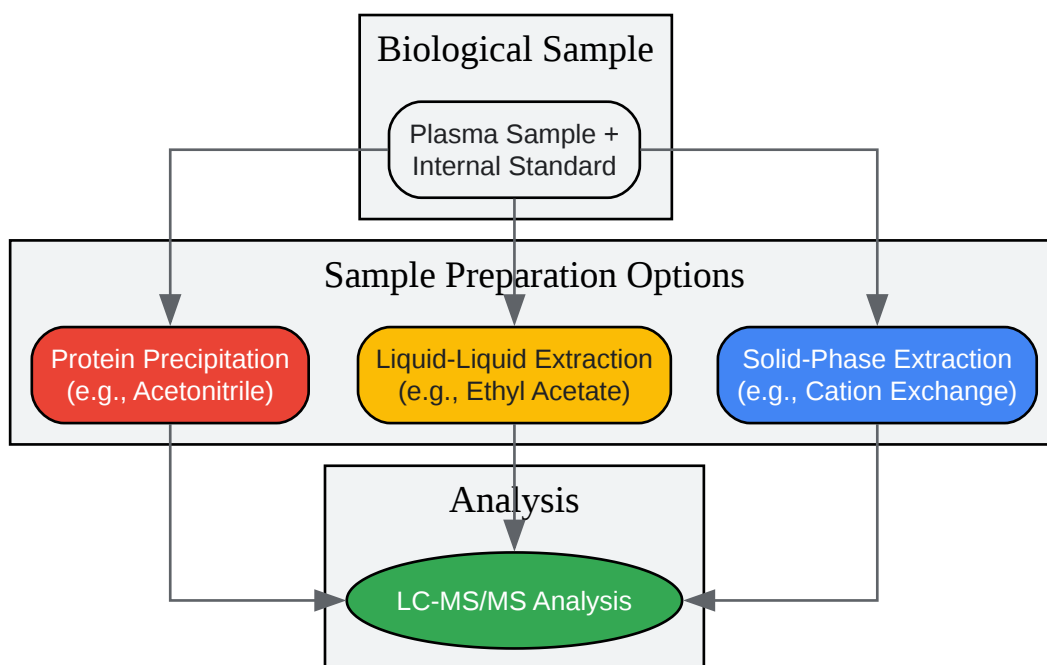 Biological Sample
Plasma Sample +
Internal Standard
Sample Preparation Options
Protein Precipitation
(e.g., Acetonitrile)
Liquid-Liquid Extraction
(e.g., Ethyl Acetate)
Solid-Phase Extraction
(e.g., Cation Exchange)
Analysis
LC-MS/MS Analysis